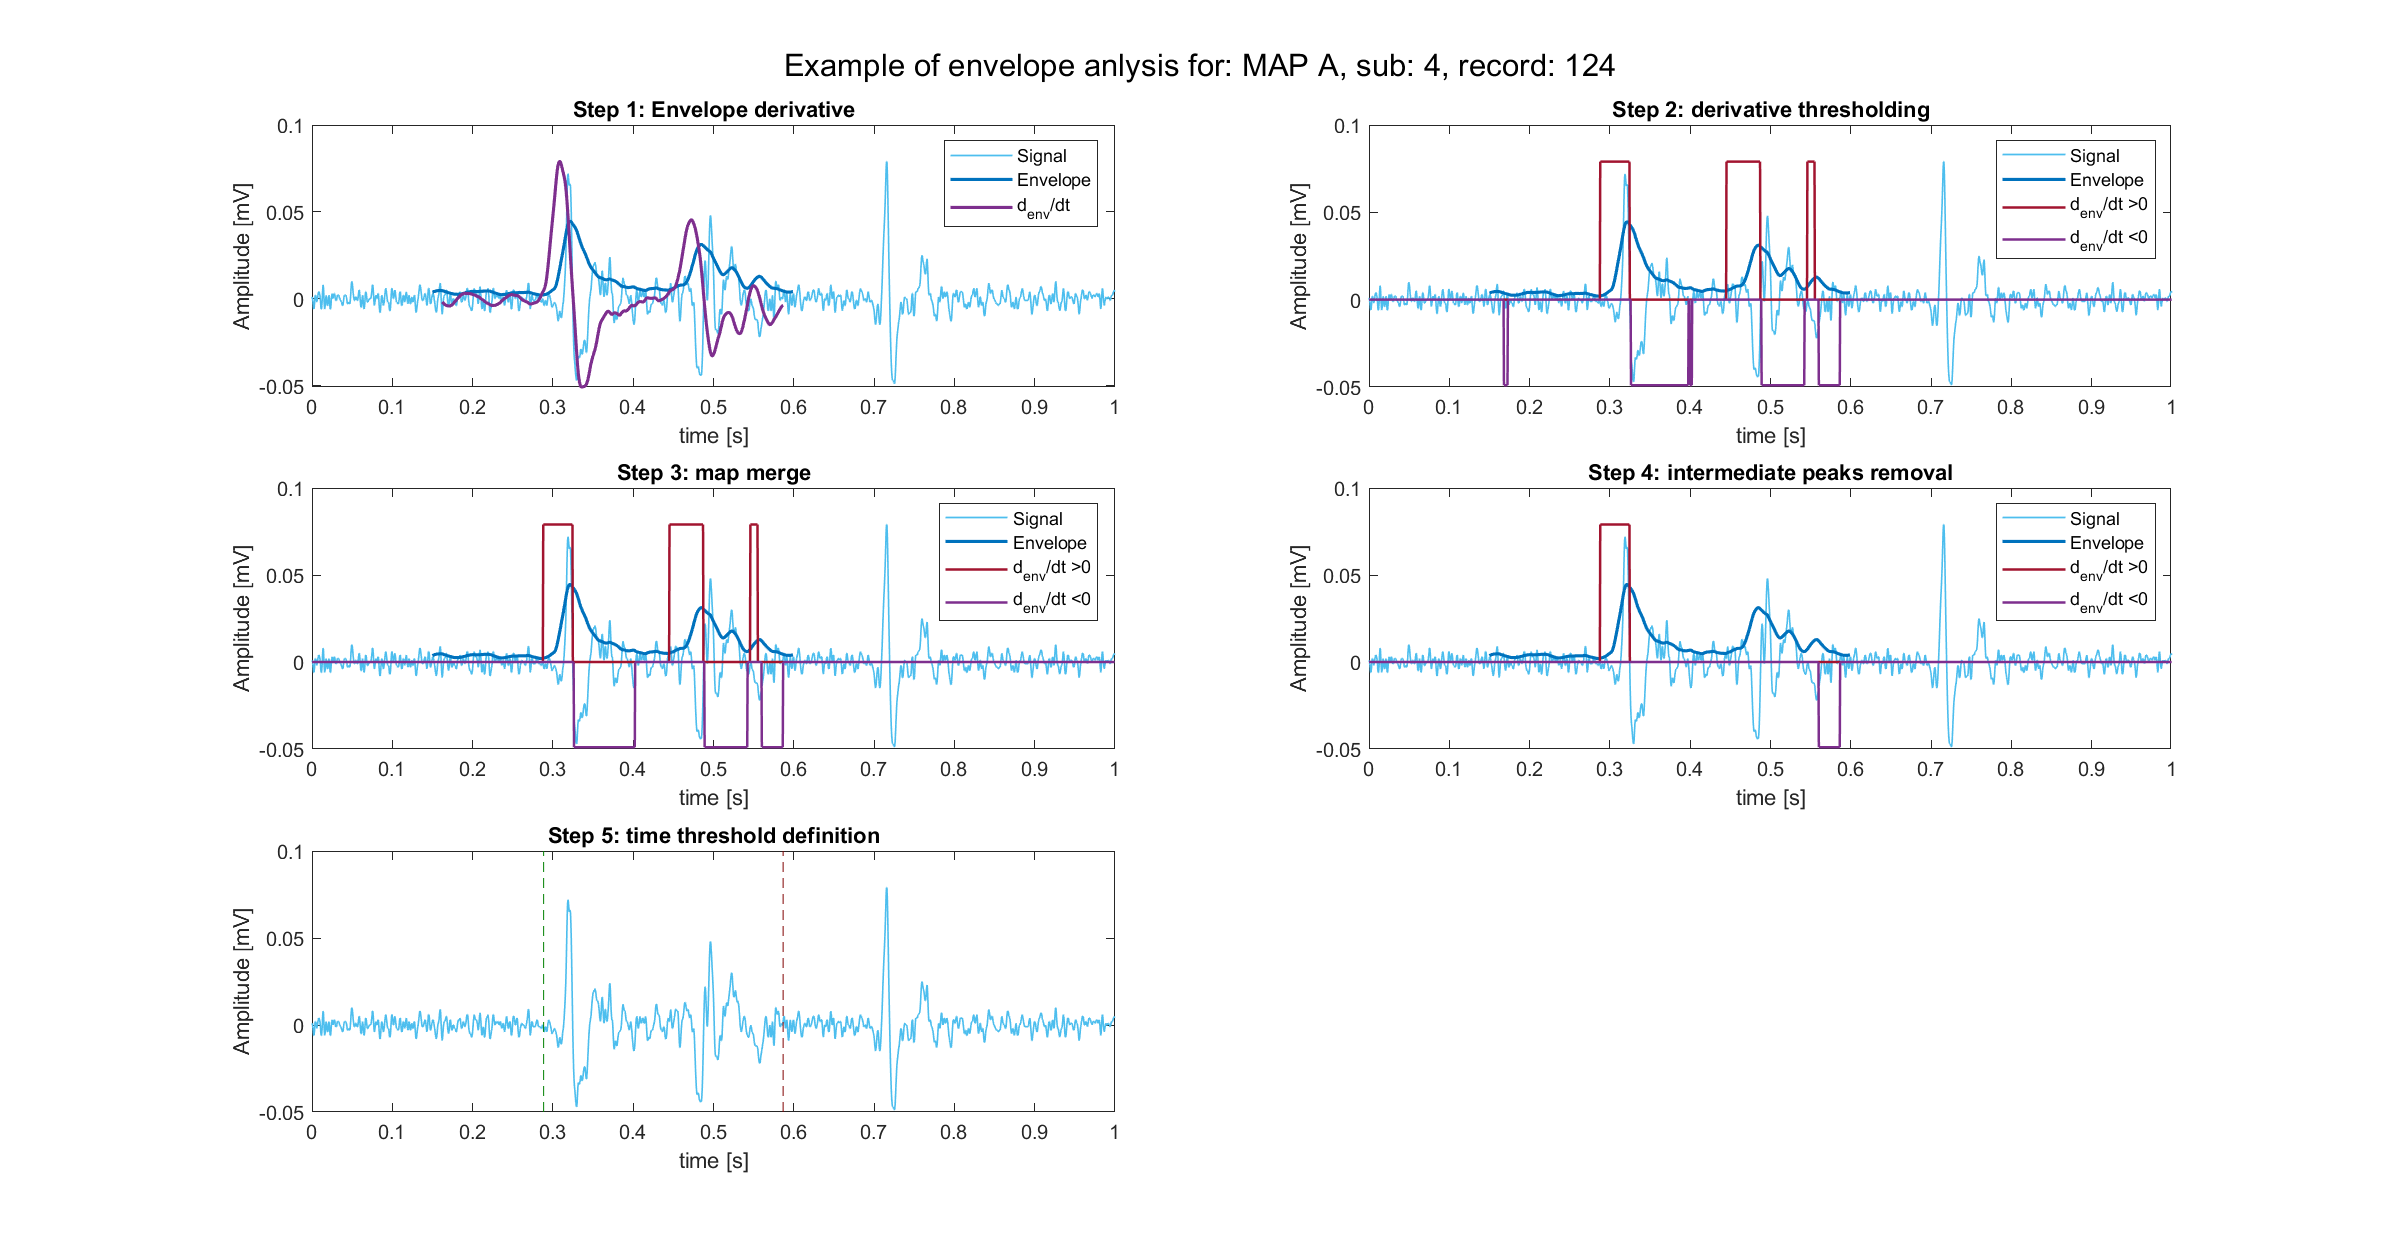 Example of envelope anlysis for: MAP A, sub: 4, record: 124
Step 1: Envelope derivative
0.1
0.05
0
-0.05
Amplitude [mV]
0 0.1 0.2 0.3 0.4 0.5 0.6 0.7 0.8 0.9 1
time [s]
Signal
Envelope
d_env/dt
Step 2: derivative thresholding
0.1
0.05
0
-0.05
Amplitude [mV]
0 0.1 0.2 0.3 0.4 0.5 0.6 0.7 0.8 0.9 1
time [s]
Signal
Envelope
d_env/dt >0
d_env/dt <0
Step 3: map merge
0.1
0.05
0
-0.05
Amplitude [mV]
0 0.1 0.2 0.3 0.4 0.5 0.6 0.7 0.8 0.9 1
time [s]
Signal
Envelope
d_env/dt >0
d_env/dt <0
Step 4: intermediate peaks removal
0.1
0.05
0
-0.05
Amplitude [mV]
0 0.1 0.2 0.3 0.4 0.5 0.6 0.7 0.8 0.9 1
time [s]
Signal
Envelope
d_env/dt >0
d_env/dt <0
Step 5: time threshold definition
0.1
0.05
0
-0.05
Amplitude [mV]
0 0.1 0.2 0.3 0.4 0.5 0.6 0.7 0.8 0.9 1
time [s]